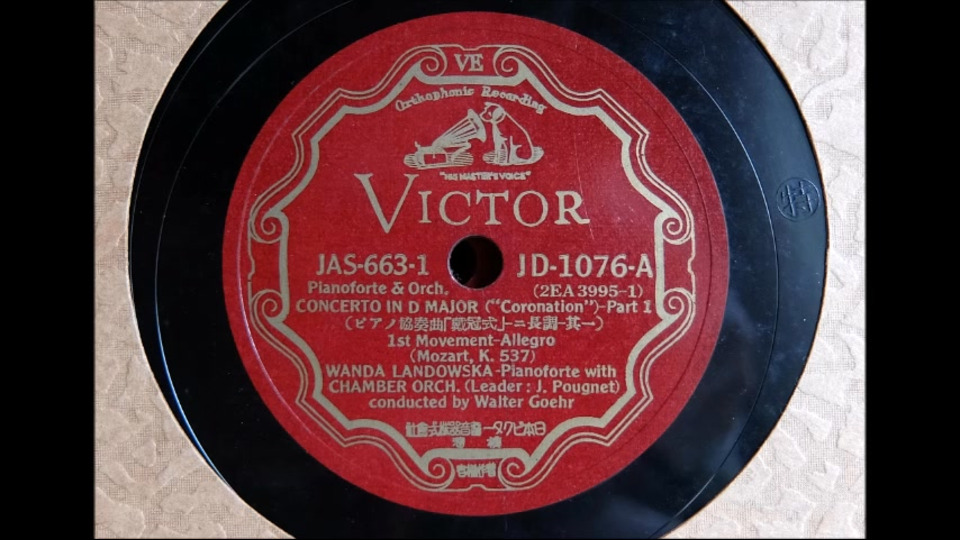 VE
Orthophonic Recording
"HIS MASTER'S VOICE"
VICTOR
JAS-663-1 JD-1076-A
Pianoforte & Orch. (2EA 3995-1)
CONCERTO IN D MAJOR ("Coronation")-Part 1
(ピアノ協奏曲「戴冠式」-ニ長調-其一)
1st Movement-Allegro
(Mozart, K. 537)
WANDA LANDOWSKA-Pianoforte with
CHAMBER ORCH. (Leader : J. Pougnet)
conducted by Walter Goehr
社會式株器音蓄ータクビ本日
濱横